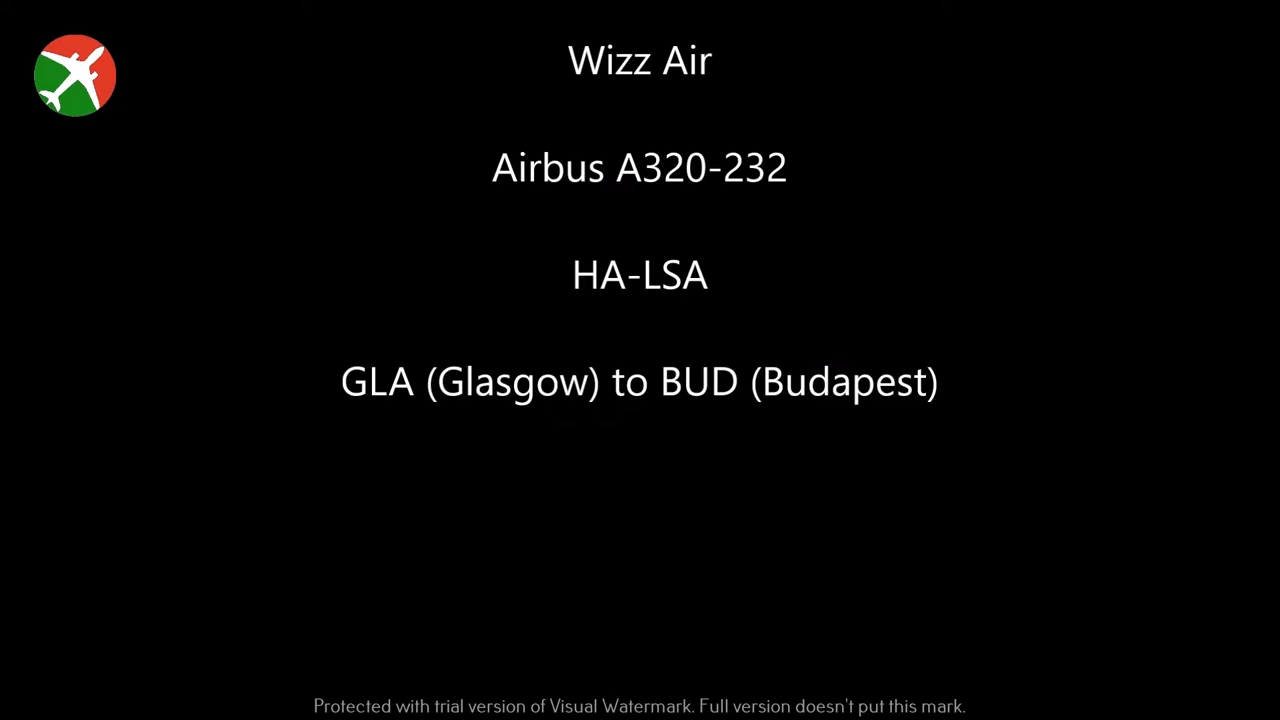 Wizz Air
Airbus A320-232
HA-LSA
GLA (Glasgow) to BUD (Budapest)
Protected with trial version of Visual Watermark. Full version doesn't put this mark.